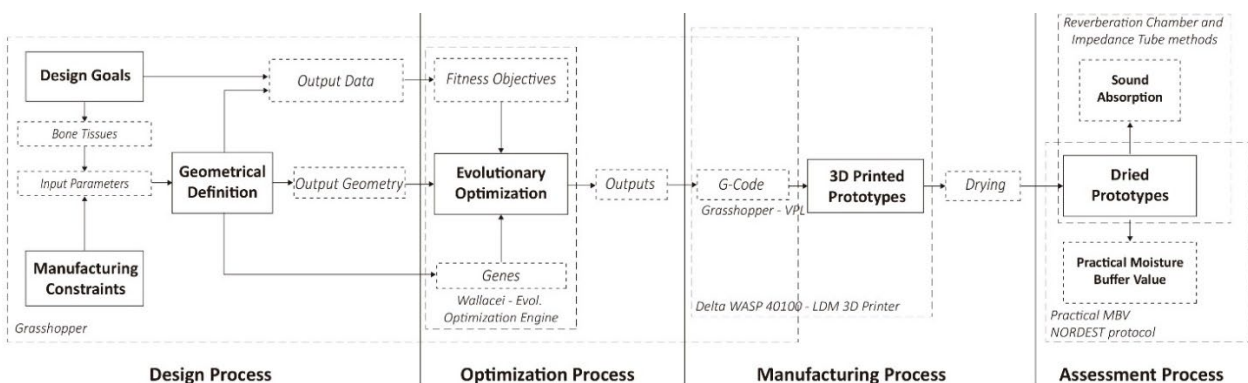 Reverberation Chamber and
Impedance Tube methods
Design Goals
Output Data
Fitness Objectives
Sound
Absorption
Bone Tissues
Input Parameters
Geometrical
Definition
Output Geometry
Evolutionary
Optimization
Outputs
G-Code
Grasshopper - VPL
3D Printed
Prototypes
Drying
Dried
Prototypes
Manufacturing
Constraints
Genes
Wallacei - Evol.
Optimization Engine
Practical Moisture
Buffer Value
Delta WASP 40100 - LDM 3D Printer
Grasshopper
Practical MBV
NORDEST protocol
Design Process
Optimization Process
Manufacturing Process
Assessment Process